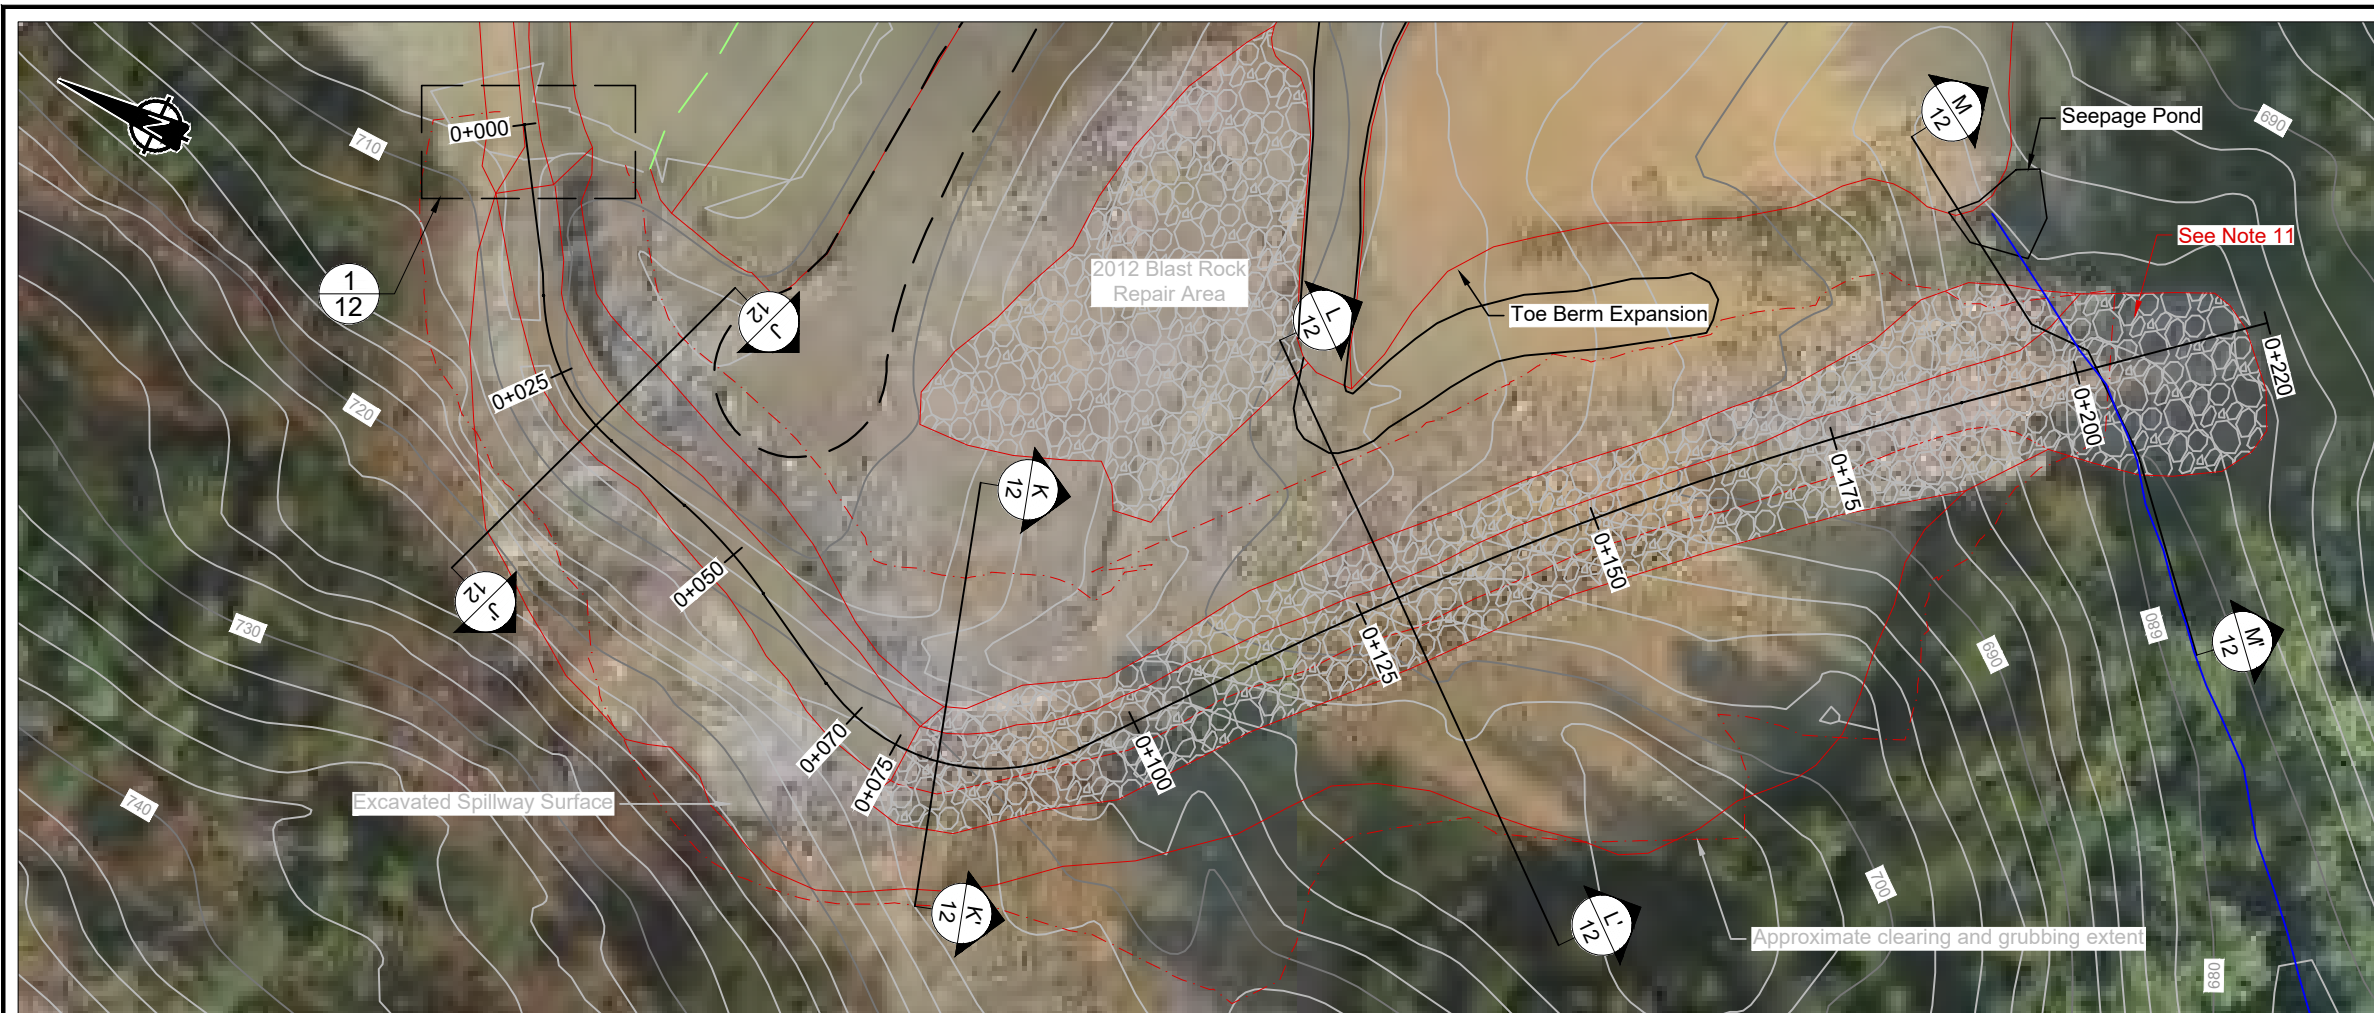 N
0+000
710
1
12
720
0+025
J
12
2012 Blast Rock
Repair Area
L
12
Toe Berm Expansion
M
12
Seepage Pond
690
See Note 11
0+220
0+200
0+175
0+150
0+125
0+100
K
12
0+050
J'
12
730
0+070
0+075
740
Excavated Spillway Surface
K'
12
L'
12
700
690
680
M'
12
Approximate clearing and grubbing extent
680